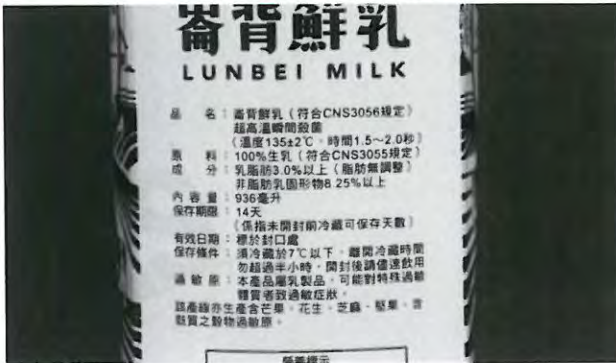 崙背鮮乳
LUNBEI MILK
品 名：崙背鮮乳（符合CNS3056規定）
超高溫瞬間殺菌
（溫度135±2℃，時間1.5～2.0秒）
原 料：100%生乳（符合CNS3055規定）
成 分：乳脂肪3.0%以上（脂肪無調整）
非脂肪乳固形物8.25%以上
內容量：936毫升
保存期限：14天
（係指未開封前冷藏可保存天數）
有效日期：標於封口處
保存條件：須冷藏於7℃以下，離開冷藏時間
勿超過半小時，開封後請儘速飲用
過敏原：本產品屬乳製品，可能對特殊過敏
體質者致過敏症狀。
該產線亦生產含芒果、花生、芝麻、堅果、含
麩質之穀物過敏原。
營養標示